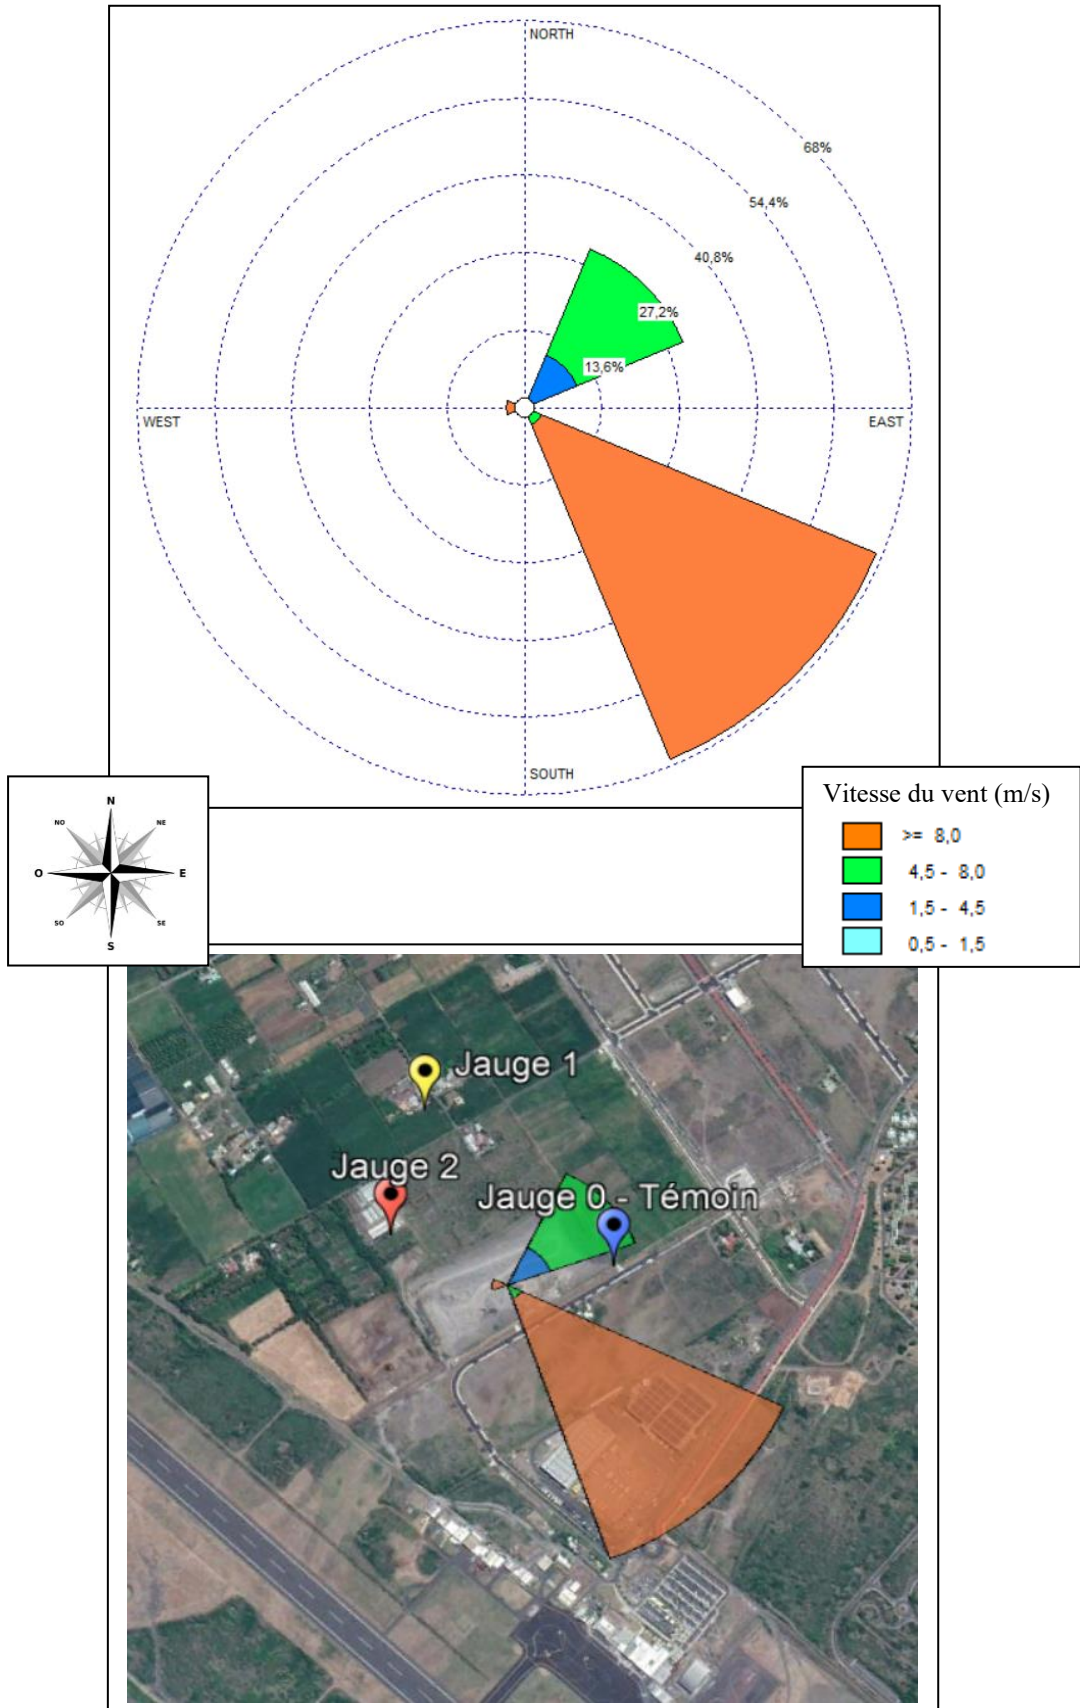 NORTH
68%
54,4%
40,8%
27,2%
13,6%
WEST
EAST
SOUTH
N
NO
NE
O
E
SO
SE
S
Vitesse du vent (m/s)
>= 8,0
4,5 - 8,0
1,5 - 4,5
0,5 - 1,5
Jauge 1
Jauge 2
Jauge 0 - Témoin